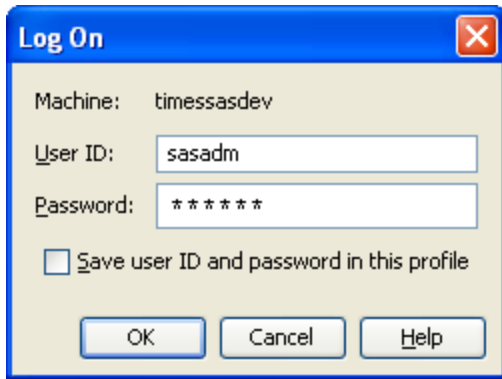 Log On
Machine: timessasdev
User ID: sasadm
Password: ******
Save user ID and password in this profile
OK Cancel Help